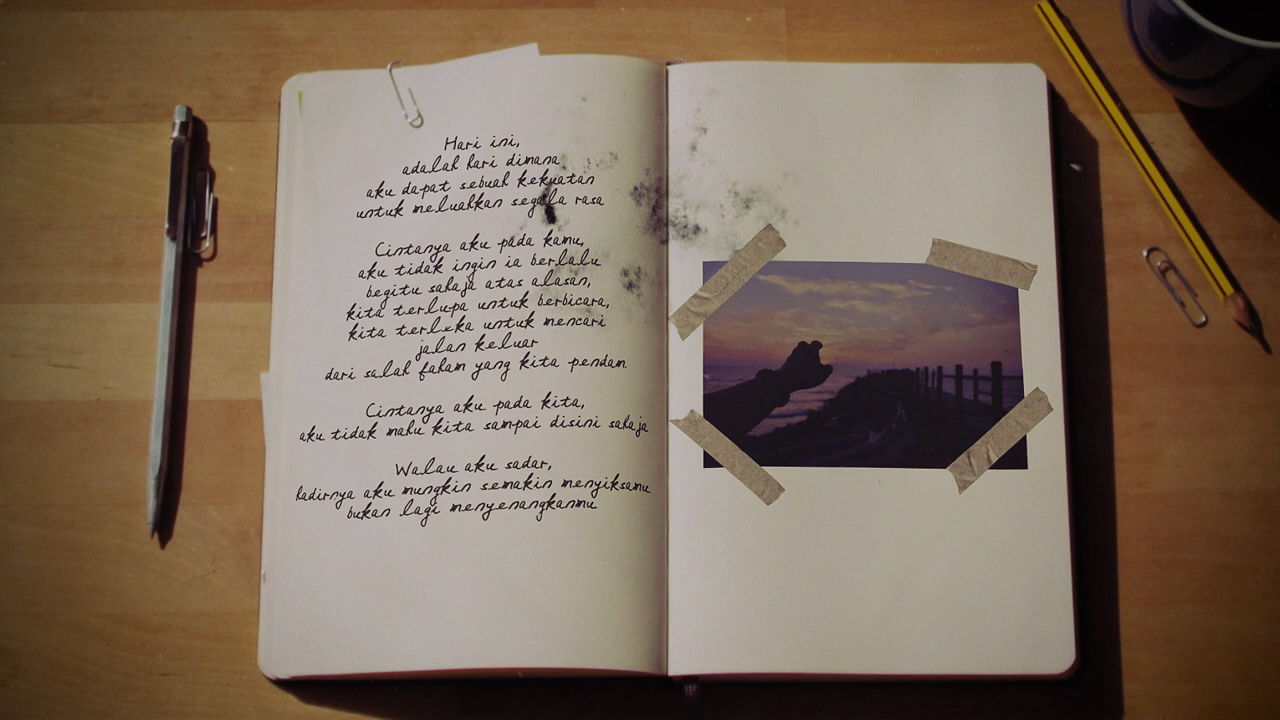 Hari ini,
adalah hari dimana
aku dapat sebuah kekuatan
untuk meluahkan segala rasa
Cintanya aku pada kamu,
aku tidak ingin ia berlalu
begitu sahaja atas alasan,
kita terlupa untuk berbicara,
kita terleka untuk mencari
jalan keluar
dari salah faham yang kita pendam
Cintanya aku pada kita,
aku tidak mahu kita sampai disini sahaja
Walau aku sadar,
hadirnya aku mungkin semakin menyiksamu
bukan lagi menyenangkanmu